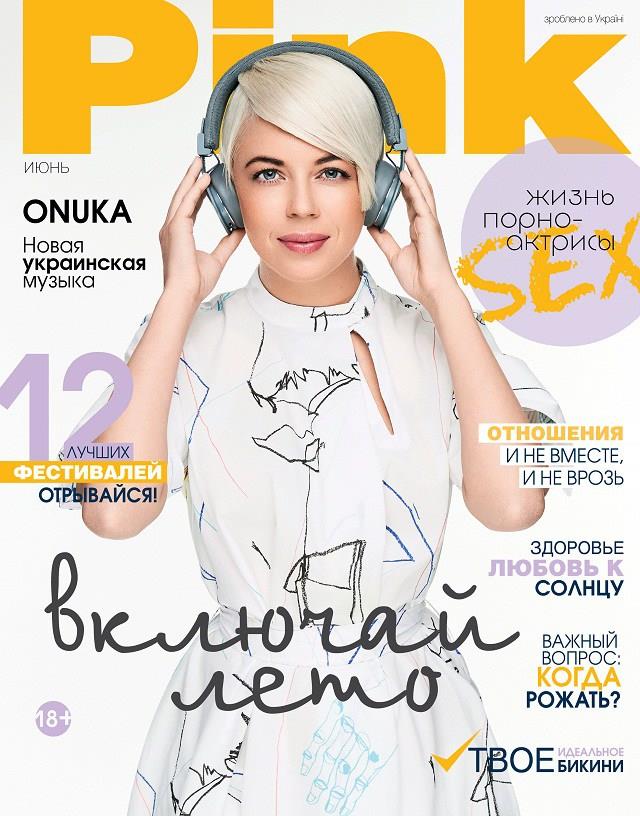 зроблено в Україні
Pink
ИЮНЬ
ONUKA
Новая
украинская
музыка
жизнь
порно-
актрисы
SEX
12
ЛУЧШИХ
ФЕСТИВАЛЕЙ
ОТРЫВАЙСЯ!
ОТНОШЕНИЯ
И НЕ ВМЕСТЕ,
И НЕ ВРОЗЬ
ЗДОРОВЬЕ
ЛЮБОВЬ К
СОЛНЦУ
включай
лето
ВАЖНЫЙ
ВОПРОС:
КОГДА
РОЖАТЬ?
18+
ТВОЕ ИДЕАЛЬНОЕ
БИКИНИ